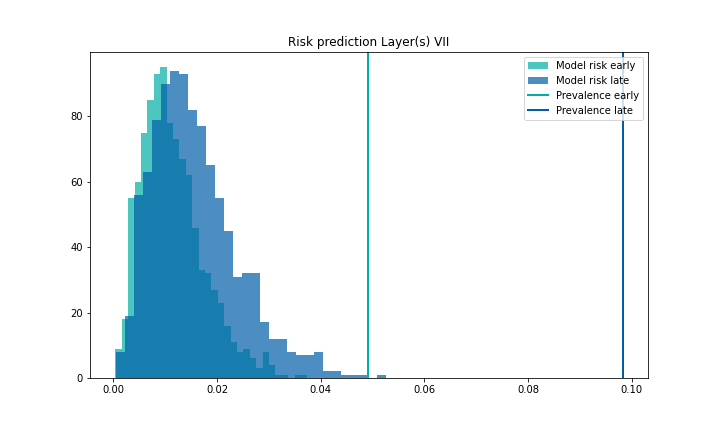 Risk prediction Layer(s) VII
Model risk early
Model risk late
Prevalence early
Prevalence late
80
60
40
20
0
0.00 0.02 0.04 0.06 0.08 0.10